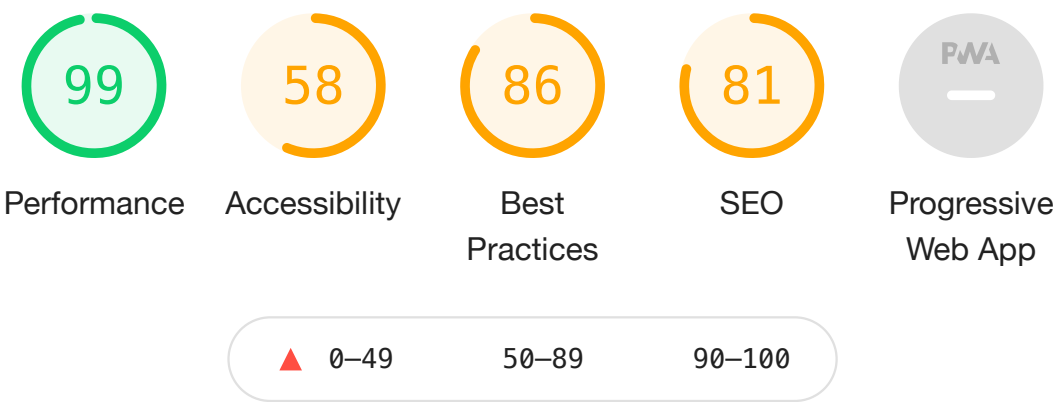 99 58 86 81 PWA
Performance Accessibility Best SEO Progressive
Practices Web App
0–49 50–89 90–100